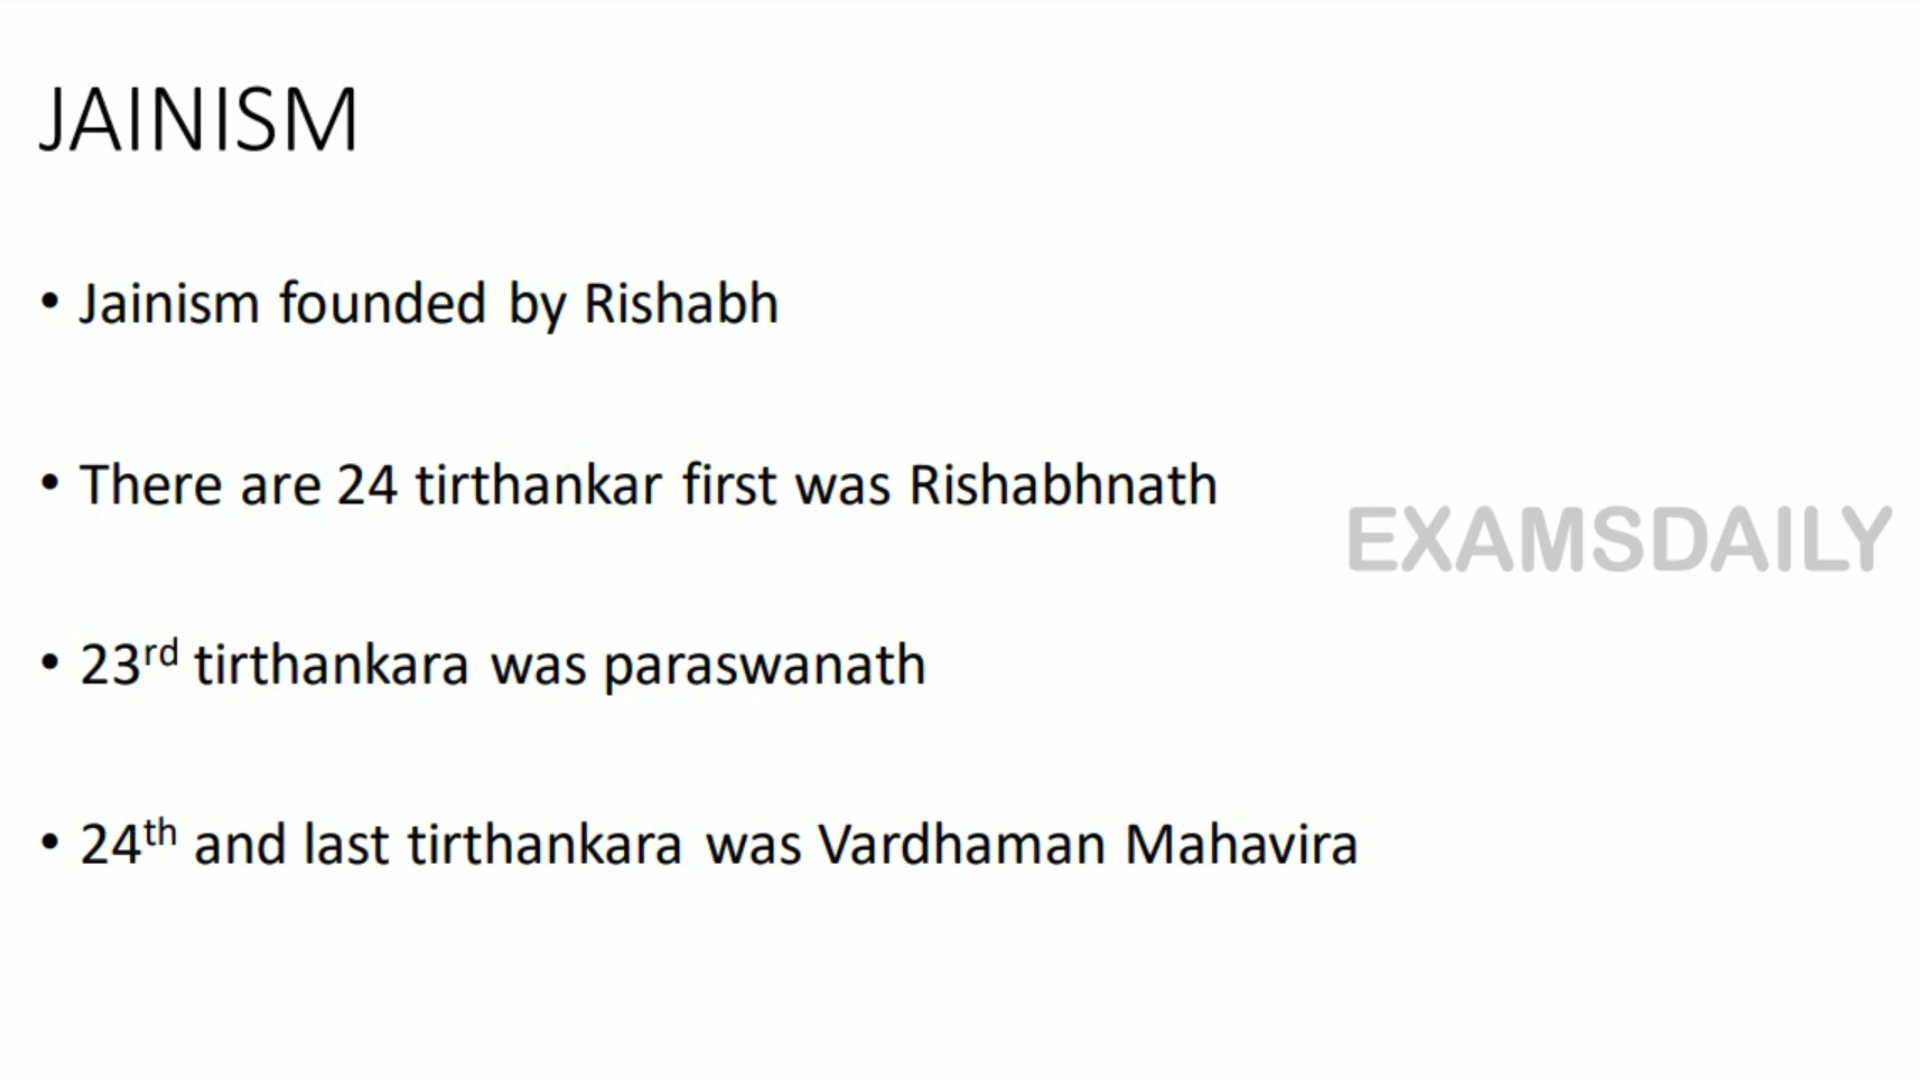 JAINISM
• Jainism founded by Rishabh
• There are 24 tirthankar first was Rishabhnath
EXAMSDAILY
• 23rd tirthankara was paraswanath
• 24th and last tirthankara was Vardhaman Mahavira